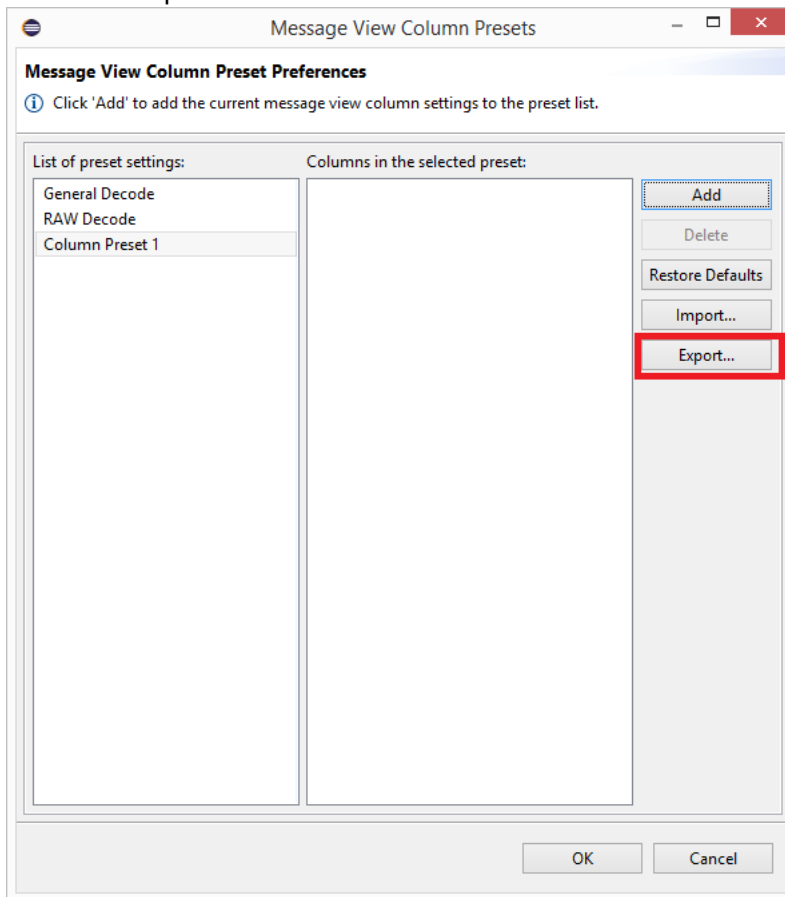 Message View Column Presets
Message View Column Preset Preferences
Click 'Add' to add the current message view column settings to the preset list.
List of preset settings:
Columns in the selected preset:
General Decode
RAW Decode
Column Preset 1
Add
Delete
Restore Defaults
Import...
Export...
OK
Cancel